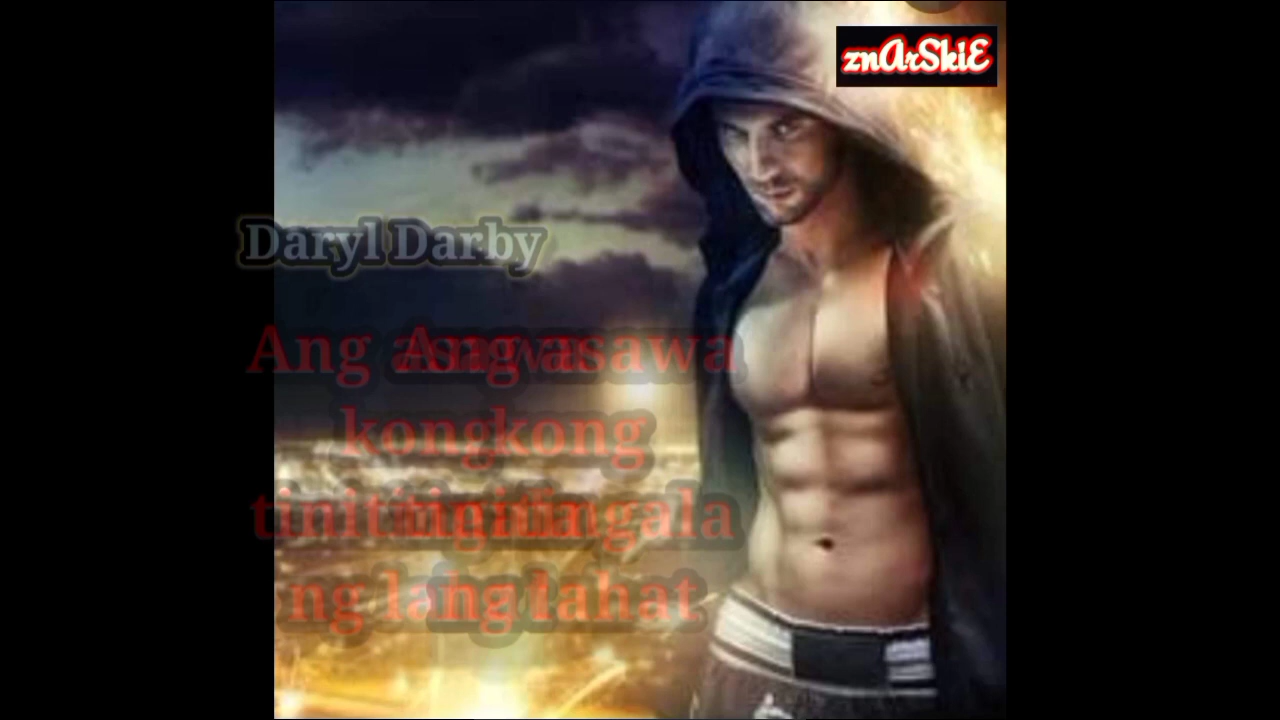 znArSkiE
Daryl Darby
Ang asawa
kong
tinitingala
ng lahat